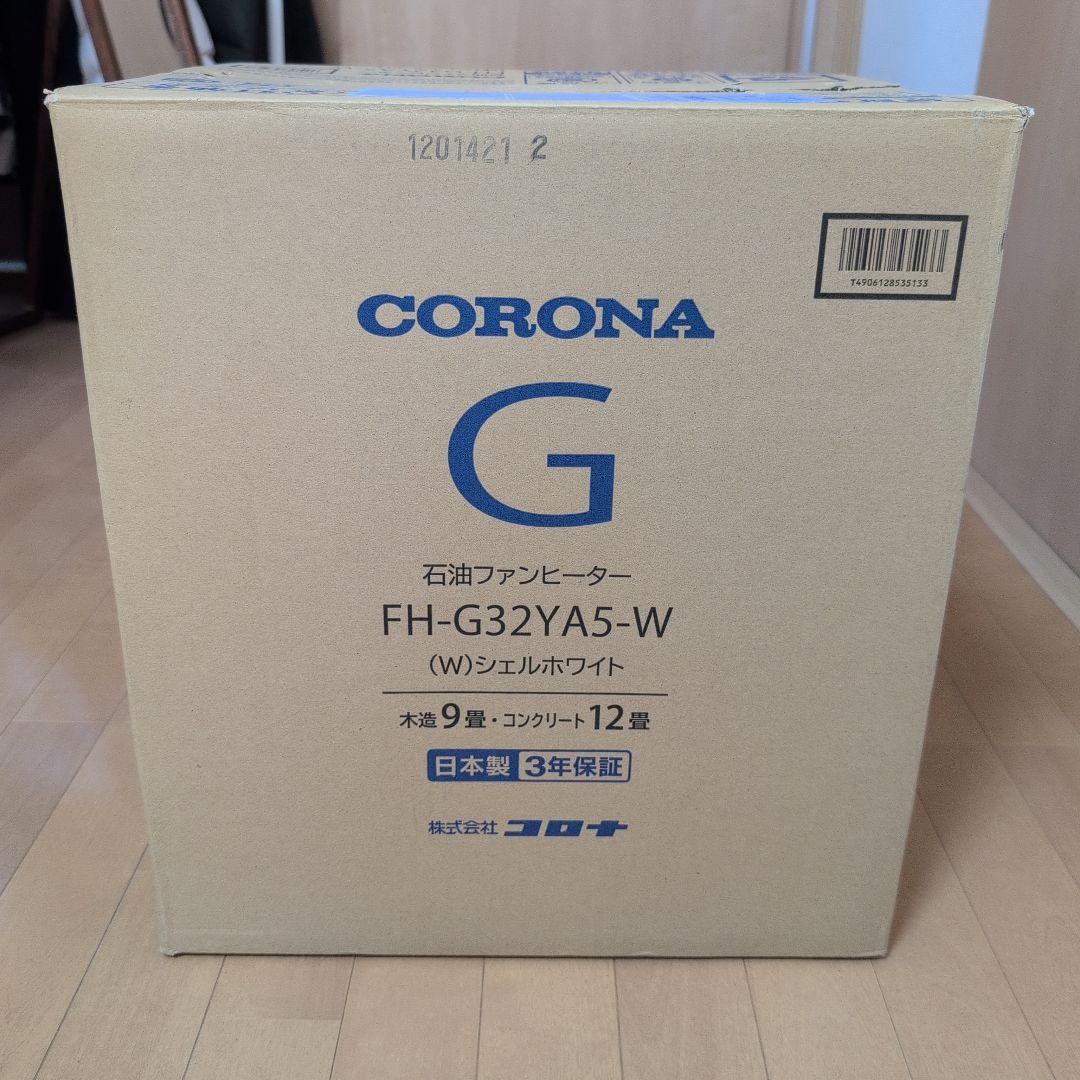 1201421 2
T4906128535133
CORONA
G
石油ファンヒーター
FH-G32YA5-W
(W)シェルホワイト
木造9畳・コンクリート12畳
日本製 3年保証
株式会社 コロナ